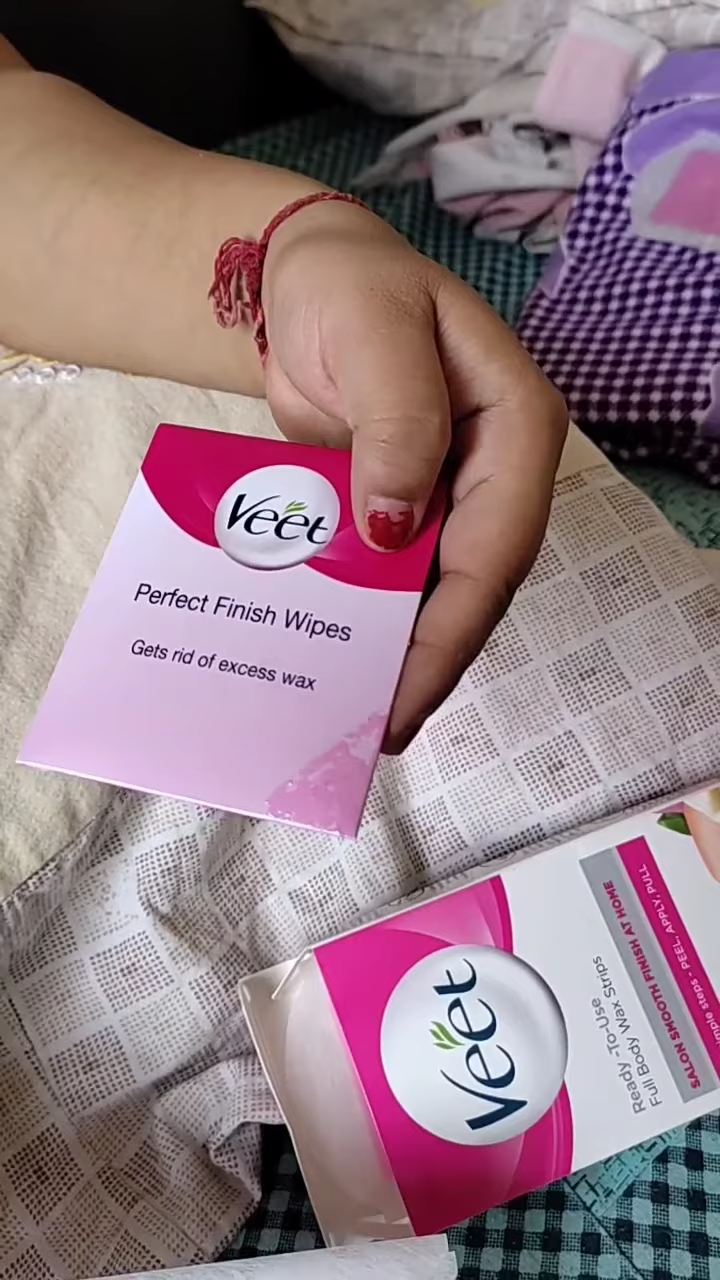 Veet
Perfect Finish Wipes
Gets rid of excess wax
Veet
Ready-To-Use
Full Body Wax Strips
SALON SMOOTH FINISH AT HOME
steps - PEEL, APPLY, PULL